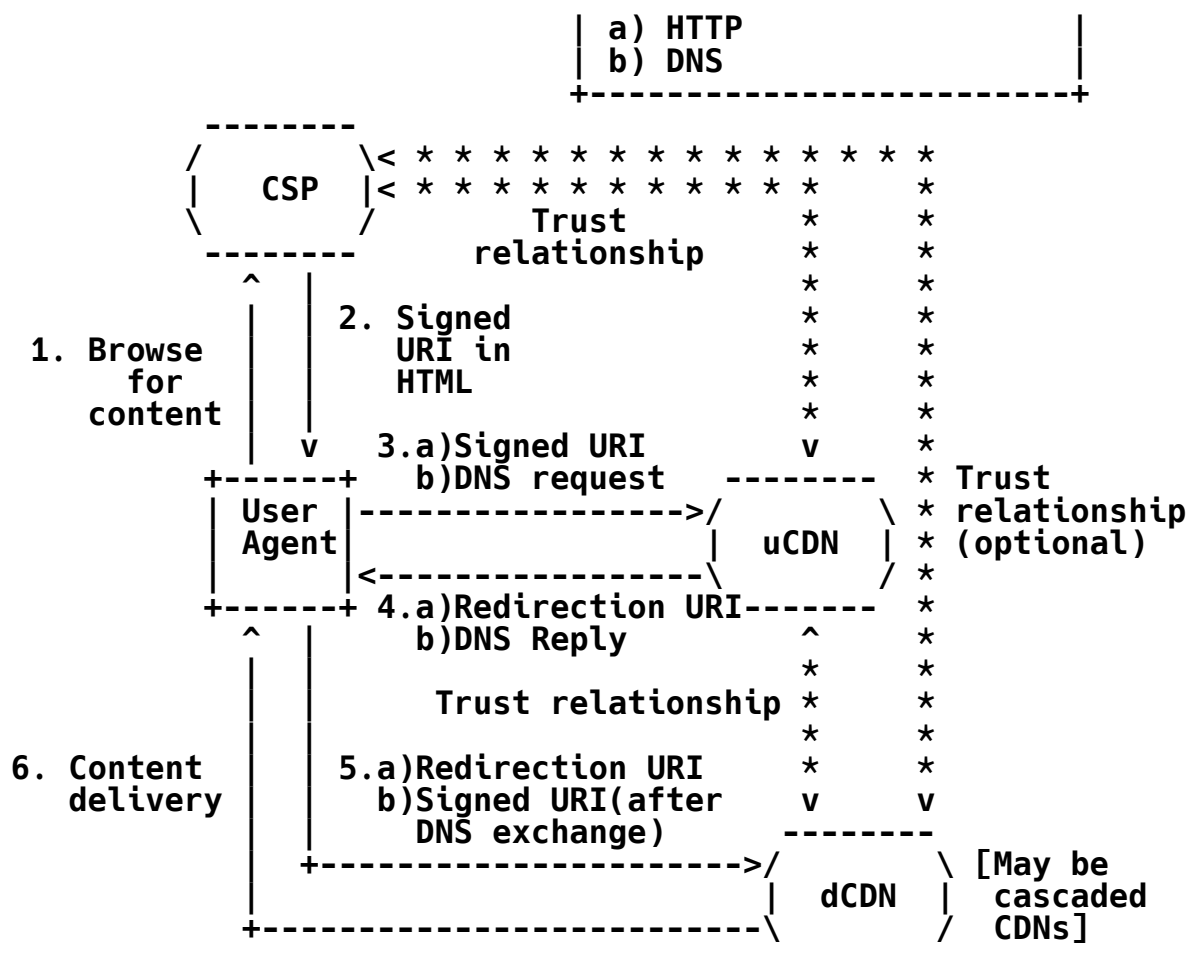 a) HTTP
b) DNS
CSP
Trust
relationship
2. Signed
1. Browse URI in
for HTML
content
3.a)Signed URI
b)DNS request Trust
User relationship
Agent uCDN (optional)
4.a)Redirection URI
b)DNS Reply
Trust relationship
6. Content 5.a)Redirection URI
delivery b)Signed URI(after
DNS exchange)
[May be
dCDN cascaded
CDNs]